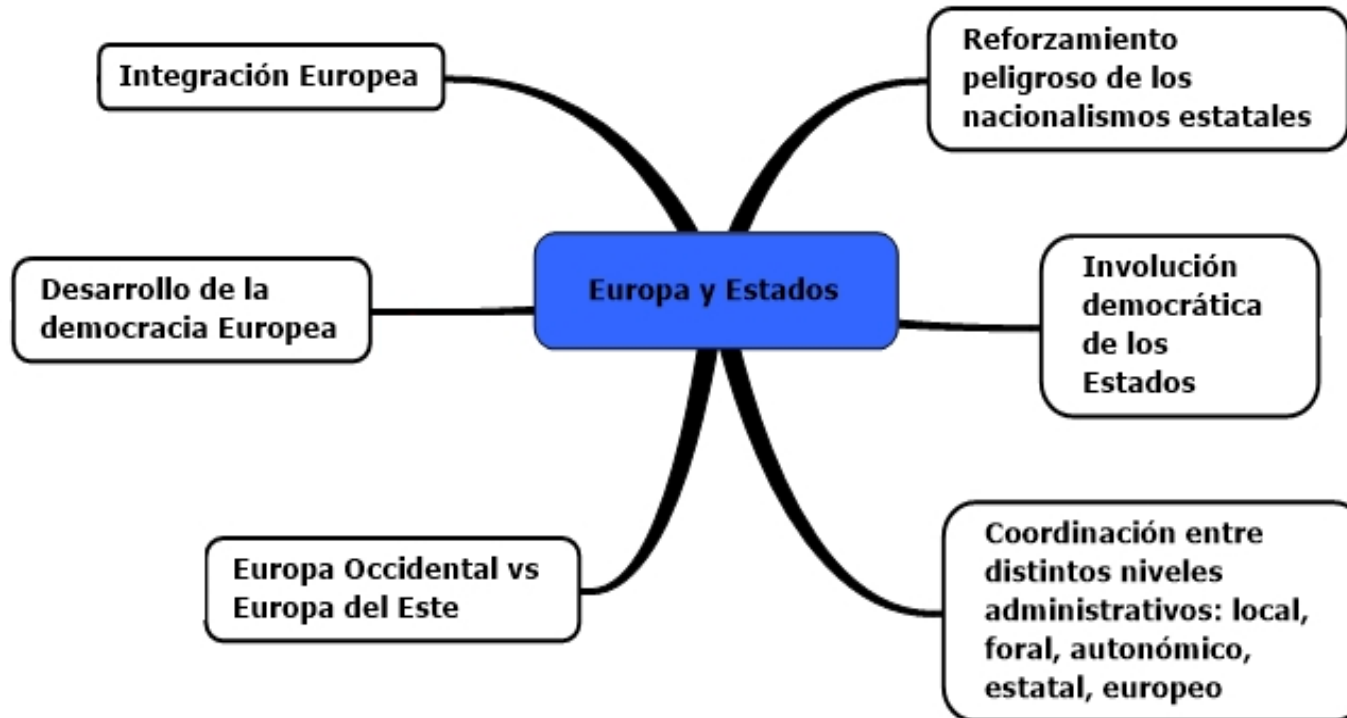 Integración Europea
Reforzamiento
peligroso de los
nacionalismos estatales
Europa y Estados
Desarrollo de la
democracia Europea
Involución
democrática
de los
Estados
Europa Occidental vs
Europa del Este
Coordinación entre
distintos niveles
administrativos: local,
foral, autonómico,
estatal, europeo